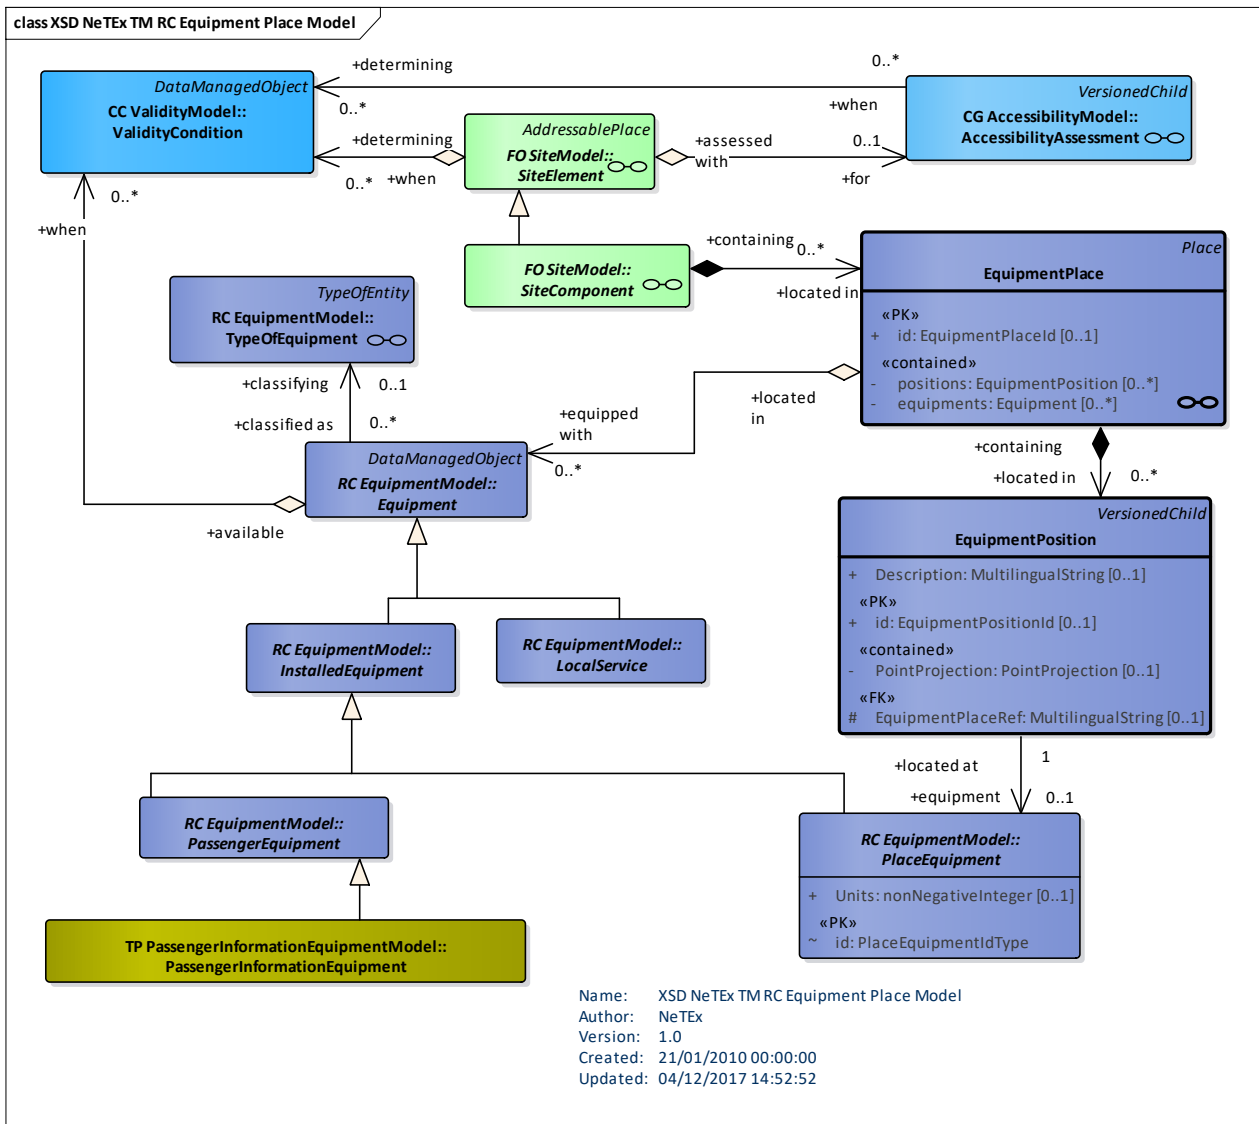 class XSD NeTEx TM RC Equipment Place Model
DataManagedObject
CC ValidityModel::
ValidityCondition
+determining
0..*
0..*
+when
VersionedChild
CG AccessibilityModel::
AccessibilityAssessment
+determining
0..*
+when
AddressablePlace
FO SiteModel::
SiteElement
+assessed
with
0..1
+for
0..*
+when
FO SiteModel::
SiteComponent
+containing
0..*
+located in
Place
EquipmentPlace
«PK»
+ id: EquipmentPlaceId [0..1]
«contained»
- positions: EquipmentPosition [0..*]
- equipments: Equipment [0..*]
TypeOfEntity
RC EquipmentModel::
TypeOfEquipment
+classifying
0..1
+classified as
0..*
+equipped
with
0..*
+located
in
DataManagedObject
RC EquipmentModel::
Equipment
+available
+containing
+located in
0..*
VersionedChild
EquipmentPosition
+ Description: MultilingualString [0..1]
«PK»
+ id: EquipmentPositionId [0..1]
«contained»
- PointProjection: PointProjection [0..1]
«FK»
# EquipmentPlaceRef: MultilingualString [0..1]
RC EquipmentModel::
InstalledEquipment
RC EquipmentModel::
LocalService
+located at
1
+equipment
0..1
RC EquipmentModel::
PassengerEquipment
RC EquipmentModel::
PlaceEquipment
+ Units: nonNegativeInteger [0..1]
«PK»
~ id: PlaceEquipmentIdType
TP PassengerInformationEquipmentModel::
PassengerInformationEquipment
Name: XSD NeTEx TM RC Equipment Place Model
Author: NeTEx
Version: 1.0
Created: 21/01/2010 00:00:00
Updated: 04/12/2017 14:52:52